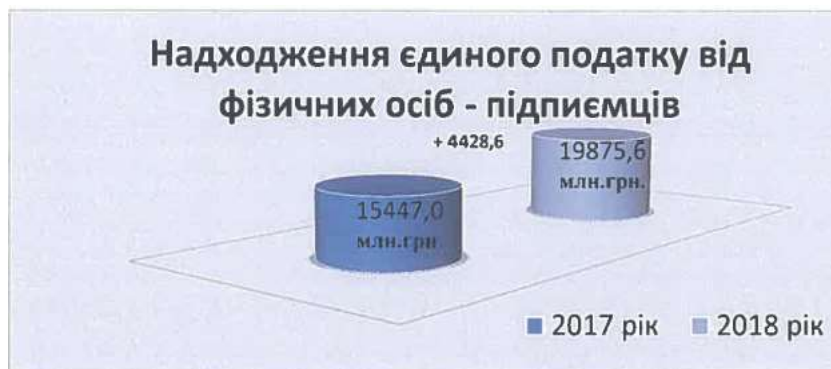 Надходження єдиного податку від
фізичних осіб - підпиємців
+ 4428,6
19875,6
млн.грн.
15447,0
млн.грн.
2017 рік
2018 рік